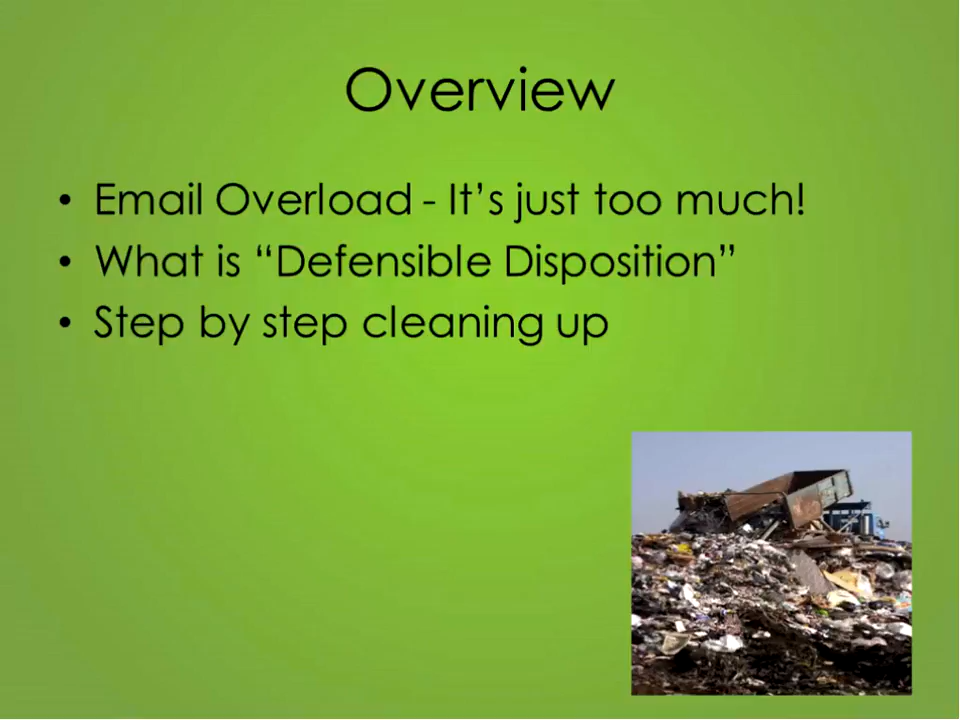 Overview
• Email Overload - It’s just too much!
• What is “Defensible Disposition”
• Step by step cleaning up